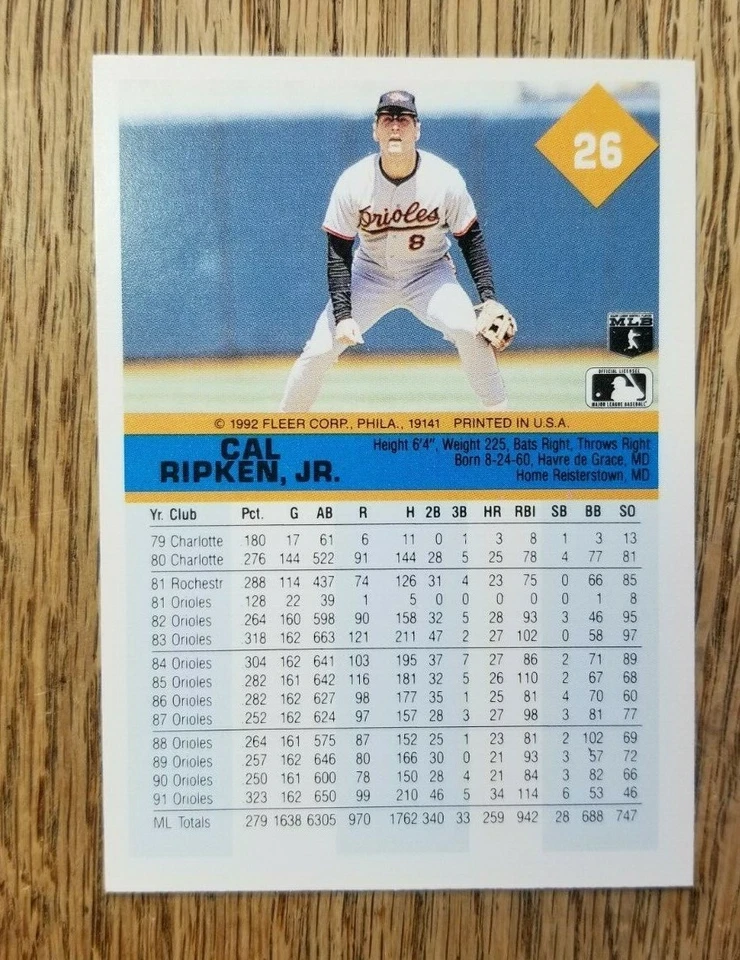 26
Orioles
8
MLB
OFFICIAL LICENSEE
MAJOR LEAGUE BASEBALL
© 1992 FLEER CORP., PHILA., 19141 PRINTED IN U.S.A.
CAL
RIPKEN, JR.
Height 6'4", Weight 225, Bats Right, Throws Right
Born 8-24-60, Havre de Grace, MD
Home Reisterstown, MD
Yr. Club Pct. G AB R H 2B 3B HR RBI SB BB SO
79 Charlotte .180 17 61 6 11 0 1 3 8 1 3 13
80 Charlotte .276 144 522 91 144 28 5 25 78 4 77 81
81 Rochestr .288 114 437 74 126 31 4 23 75 0 66 85
81 Orioles .128 22 39 1 5 0 0 0 0 0 1 8
82 Orioles .264 160 598 90 158 32 5 28 93 3 46 95
83 Orioles .318 162 663 121 211 47 2 27 102 0 58 97
84 Orioles .304 162 641 103 195 37 7 27 86 2 71 89
85 Orioles .282 161 642 116 181 32 5 26 110 2 67 68
86 Orioles .282 162 627 98 177 35 1 25 81 4 70 60
87 Orioles .252 162 624 97 157 28 3 27 98 3 81 77
88 Orioles .264 161 575 87 152 25 1 23 81 2 102 69
89 Orioles .257 162 646 80 166 30 0 21 93 3 57 72
90 Orioles .250 161 600 78 150 28 4 21 84 3 82 66
91 Orioles .323 162 650 99 210 46 5 34 114 6 53 46
ML Totals .279 1638 6305 970 1762 340 33 259 942 28 688 747